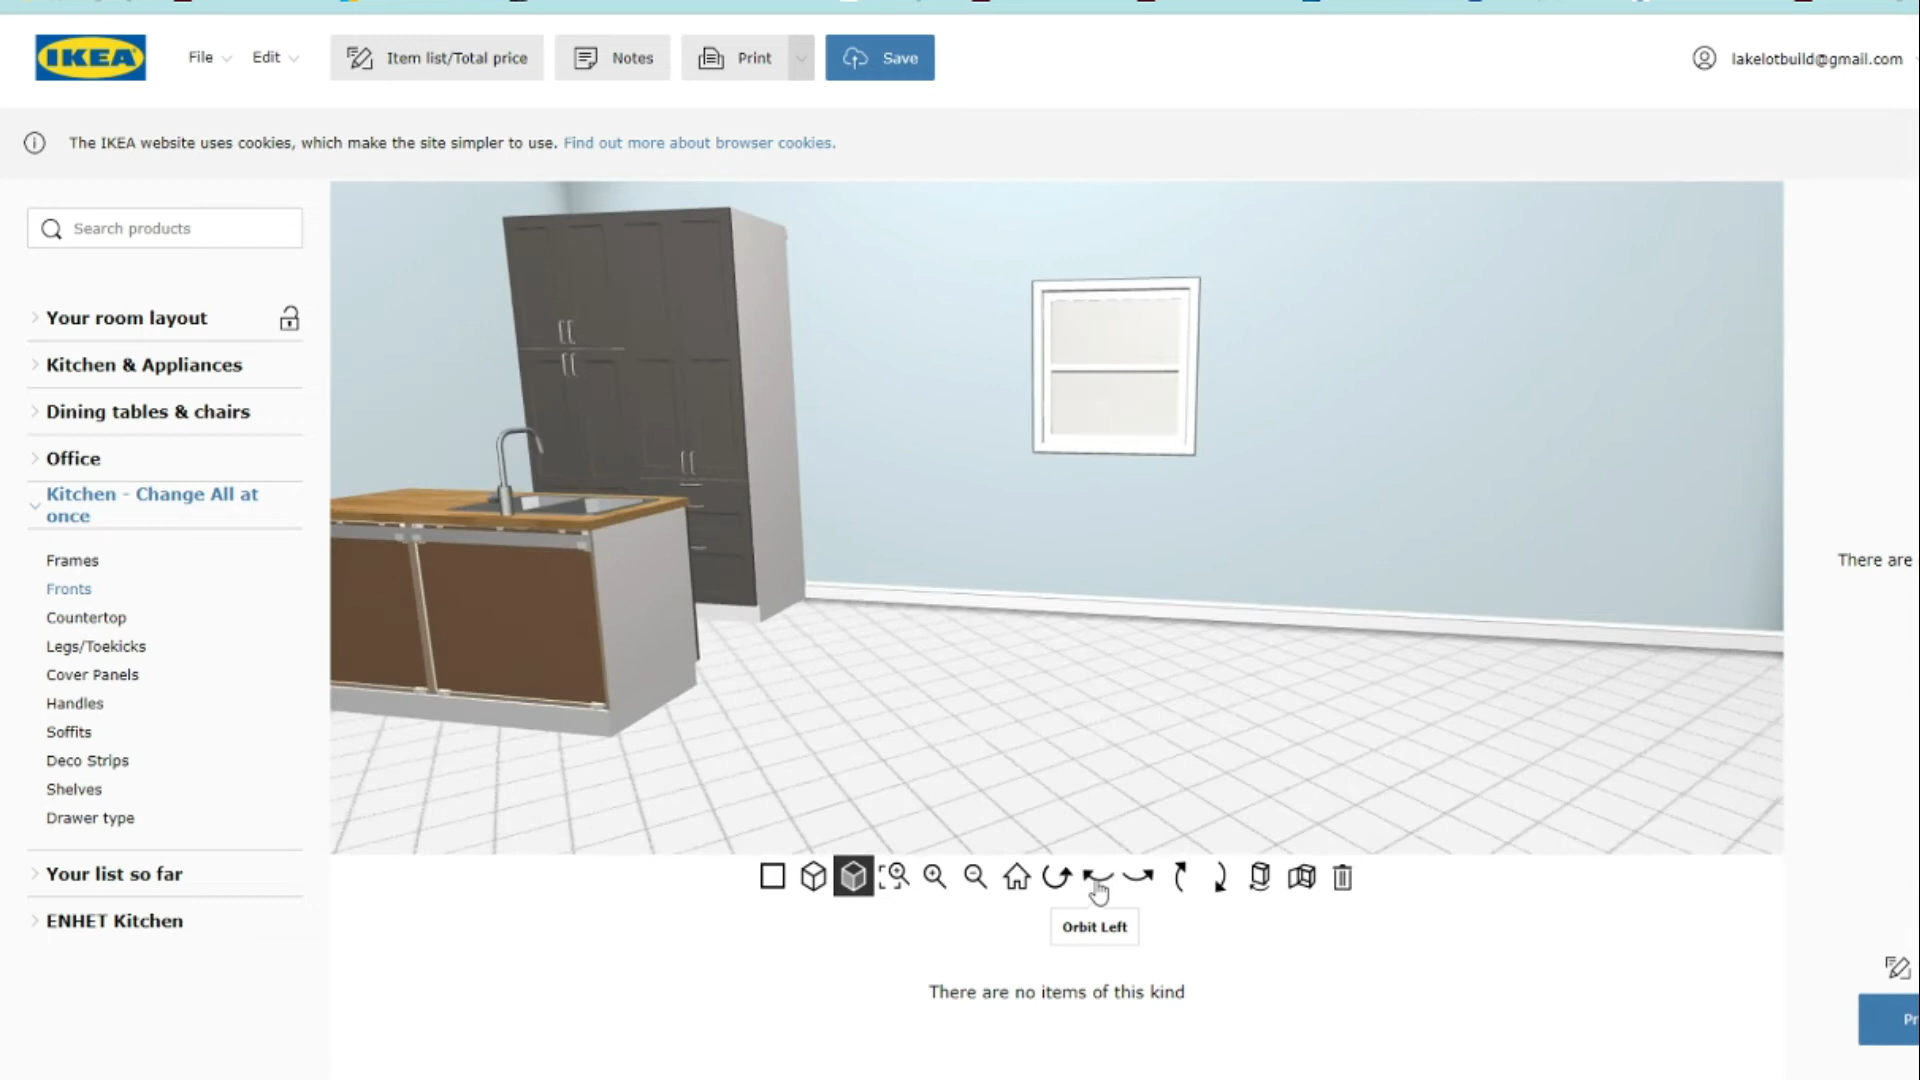 IKEA
File
Edit
Item list/Total price
Notes
Print
Save
lakelotbuild@gmail.com
The IKEA website uses cookies, which make the site simpler to use. Find out more about browser cookies.
Search products
Your room layout
Kitchen & Appliances
Dining tables & chairs
Office
Kitchen - Change All at
once
Frames
Fronts
Countertop
Legs/Toekicks
Cover Panels
Handles
Soffits
Deco Strips
Shelves
Drawer type
Your list so far
ENHET Kitchen
There are
Orbit Left
There are no items of this kind
Pr